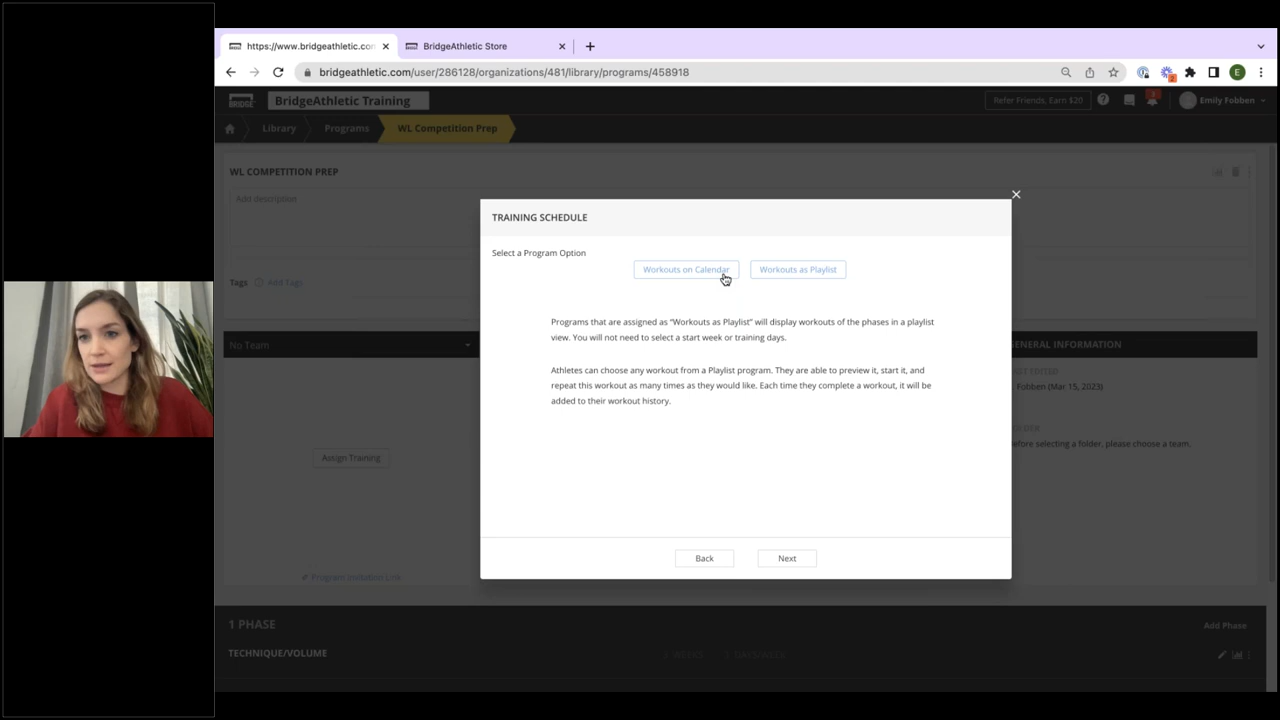 https://www.bridgeathletic.con
BridgeAthletic Store
bridgeathletic.com/user/286128/organizations/481/library/programs/458918
2
E
BRIDGE
BridgeAthletic Training
Refer Friends, Earn $20
3
Emily Fobben
Library
Programs
WL Competition Prep
WL COMPETITION PREP
Add description
TRAINING SCHEDULE
Select a Program Option
Workouts on Calendar
Workouts as Playlist
Tags
Add Tags
Programs that are assigned as "Workouts as Playlist" will display workouts of the phases in a playlist
view. You will not need to select a start week or training days.
No Team
GENERAL INFORMATION
Athletes can choose any workout from a Playlist program. They are able to preview it, start it, and
repeat this workout as many times as they would like. Each time they complete a workout, it will be
added to their workout history.
Fobben (Mar 15, 2023)
efore selecting a folder, please choose a team.
Assign Training
Back
Next
Program Invitation Link
1 PHASE
Add Phase
TECHNIQUE/VOLUME